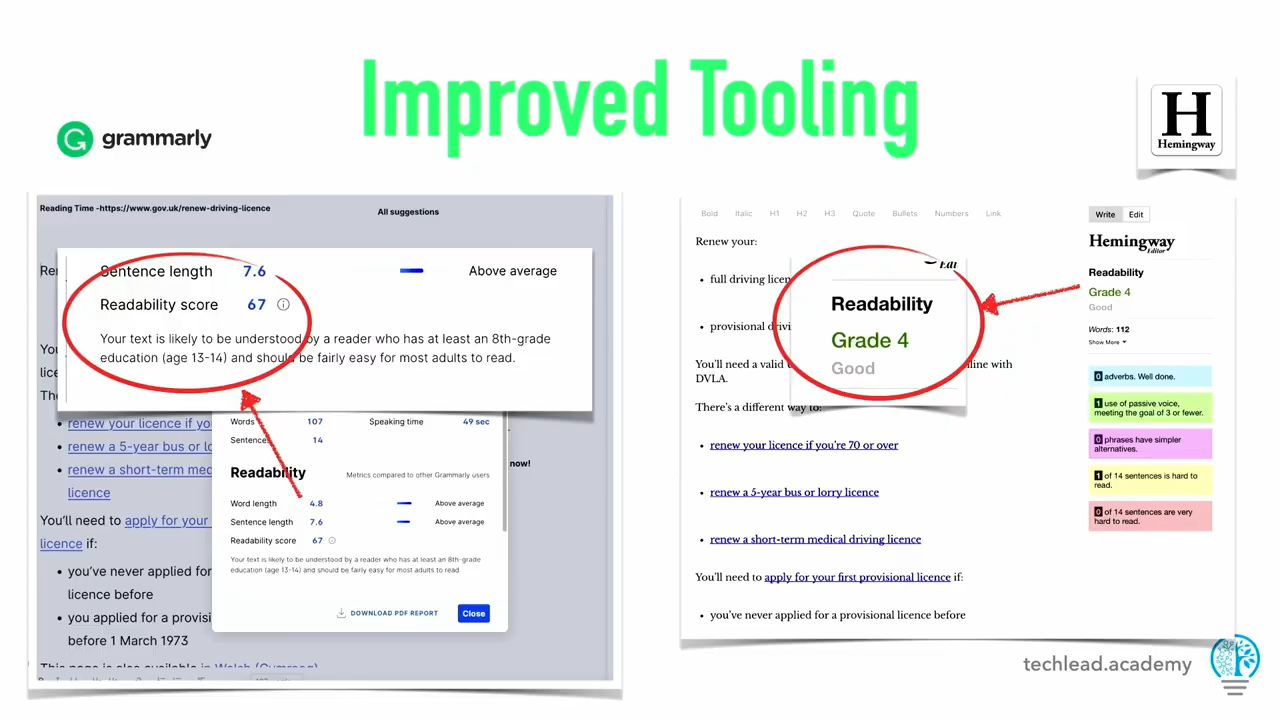 Improved Tooling
grammarly
H
Hemingway
Reading Time -https://www.gov.uk/renew-driving-licence
All suggestions
Sentence length 7.6 Above average
Readability score 67
Your text is likely to be understood by a reader who has at least an 8th-grade
education (age 13-14) and should be fairly easy for most adults to read.
Words 107 Speaking time 49 sec
Sentences 14
Readability Metrics compared to other Grammarly users
Word length 4.8 Above average
Sentence length 7.6 Above average
Readability score 67
Your text is likely to be understood by a reader who has at least an 8th-grade
education (age 13-14) and should be fairly easy for most adults to read
DOWNLOAD PDF REPORT Close
now!
• renew your licence if yo
• renew a 5-year bus or lo
• renew a short-term med
licence
You'll need to apply for your
licence if:
• you've never applied for
licence before
• you applied for a provis
before 1 March 1973
This page is also available in Welsh (Cymraeg)
Bold Italic H1 H2 H3 Quote Bullets Numbers Link
Renew your:
• full driving licen
• provisional drivi
You'll need a valid
line with
DVLA.
There's a different way to:
• renew your licence if you're 70 or over
• renew a 5-year bus or lorry licence
• renew a short-term medical driving licence
You'll need to apply for your first provisional licence if:
• you've never applied for a provisional licence before
Readability
Grade 4
Good
Write Edit
Hemingway
Editor
Readability
Grade 4
Good
Words: 112
Show More
0 adverbs. Well done.
1 use of passive voice,
meeting the goal of 3 or fewer.
0 phrases have simpler
alternatives.
1 of 14 sentences is hard to
read.
0 of 14 sentences are very
hard to read.
techlead.academy